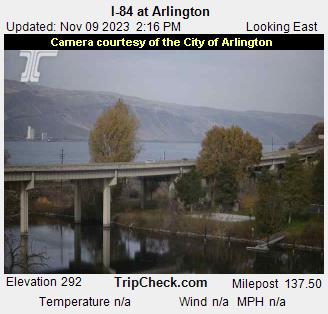 I-84 at Arlington
Updated: Nov 09 2023 2:16 PM Looking East
Camera courtesy of the City of Arlington
Elevation 292 TripCheck.com Milepost 137.50
Temperature n/a Wind n/a MPH n/a